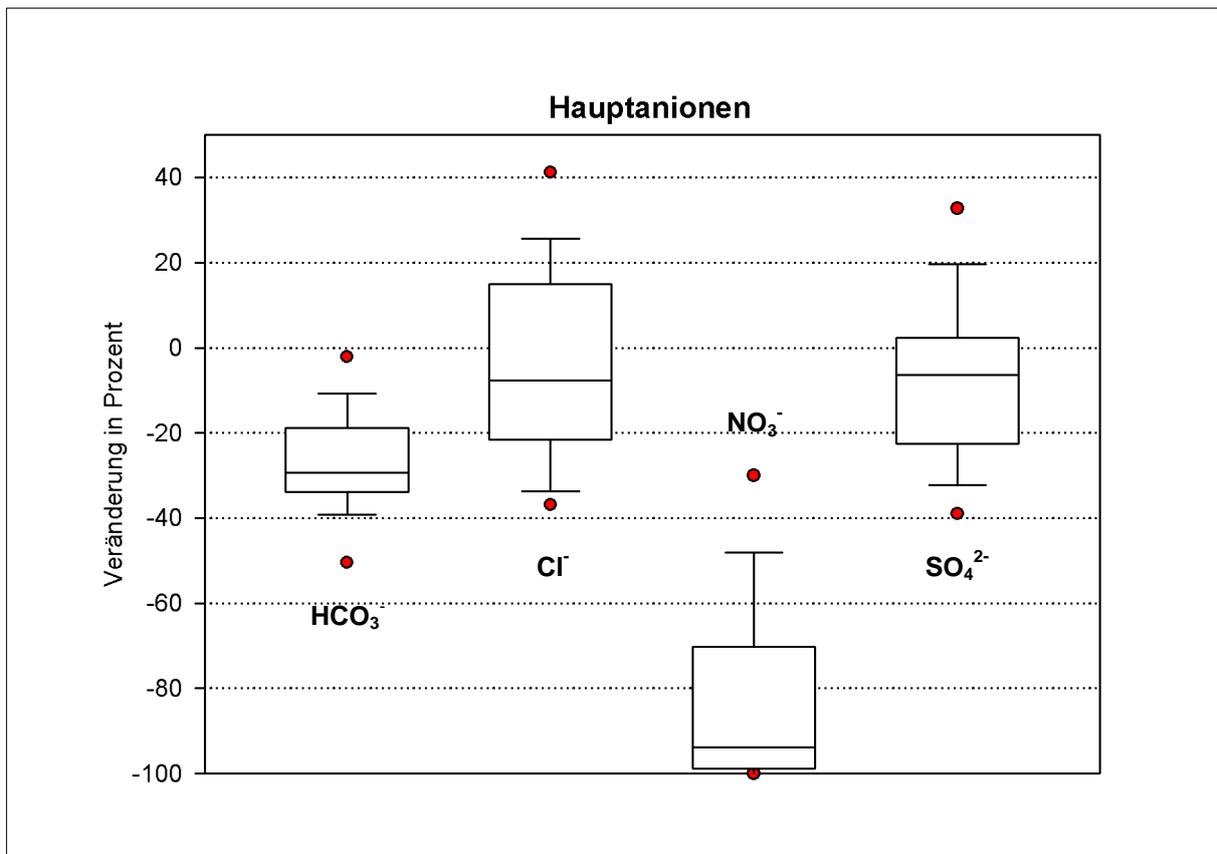 Hauptanionen
Veränderung in Prozent
40
20
0
-20
-40
-60
-80
-100
HCO₃⁻
Cl⁻
NO₃⁻
SO₄²⁻